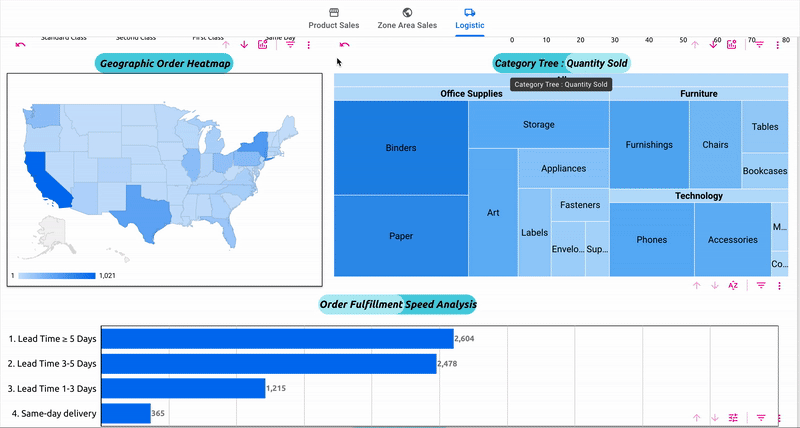 Product Sales
Zone Area Sales
Logistic
Standard Class
Second Class
First Class
Same Day
0
20
30
40
50
60
70
80
Geographic Order Heatmap
Category Tree : Quantity Sold
Category Tree : Quantity Sold
Office Supplies
Furniture
Binders
Paper
Storage
Art
Appliances
Labels
Fasteners
Envelo...
Sup...
Furnishings
Chairs
Tables
Bookcases
Technology
Phones
Accessories
M...
Co...
1
1,021
Order Fulfillment Speed Analysis
1. Lead Time ≥ 5 Days
2,604
2. Lead Time 3-5 Days
2,478
3. Lead Time 1-3 Days
1,215
4. Same-day delivery
365